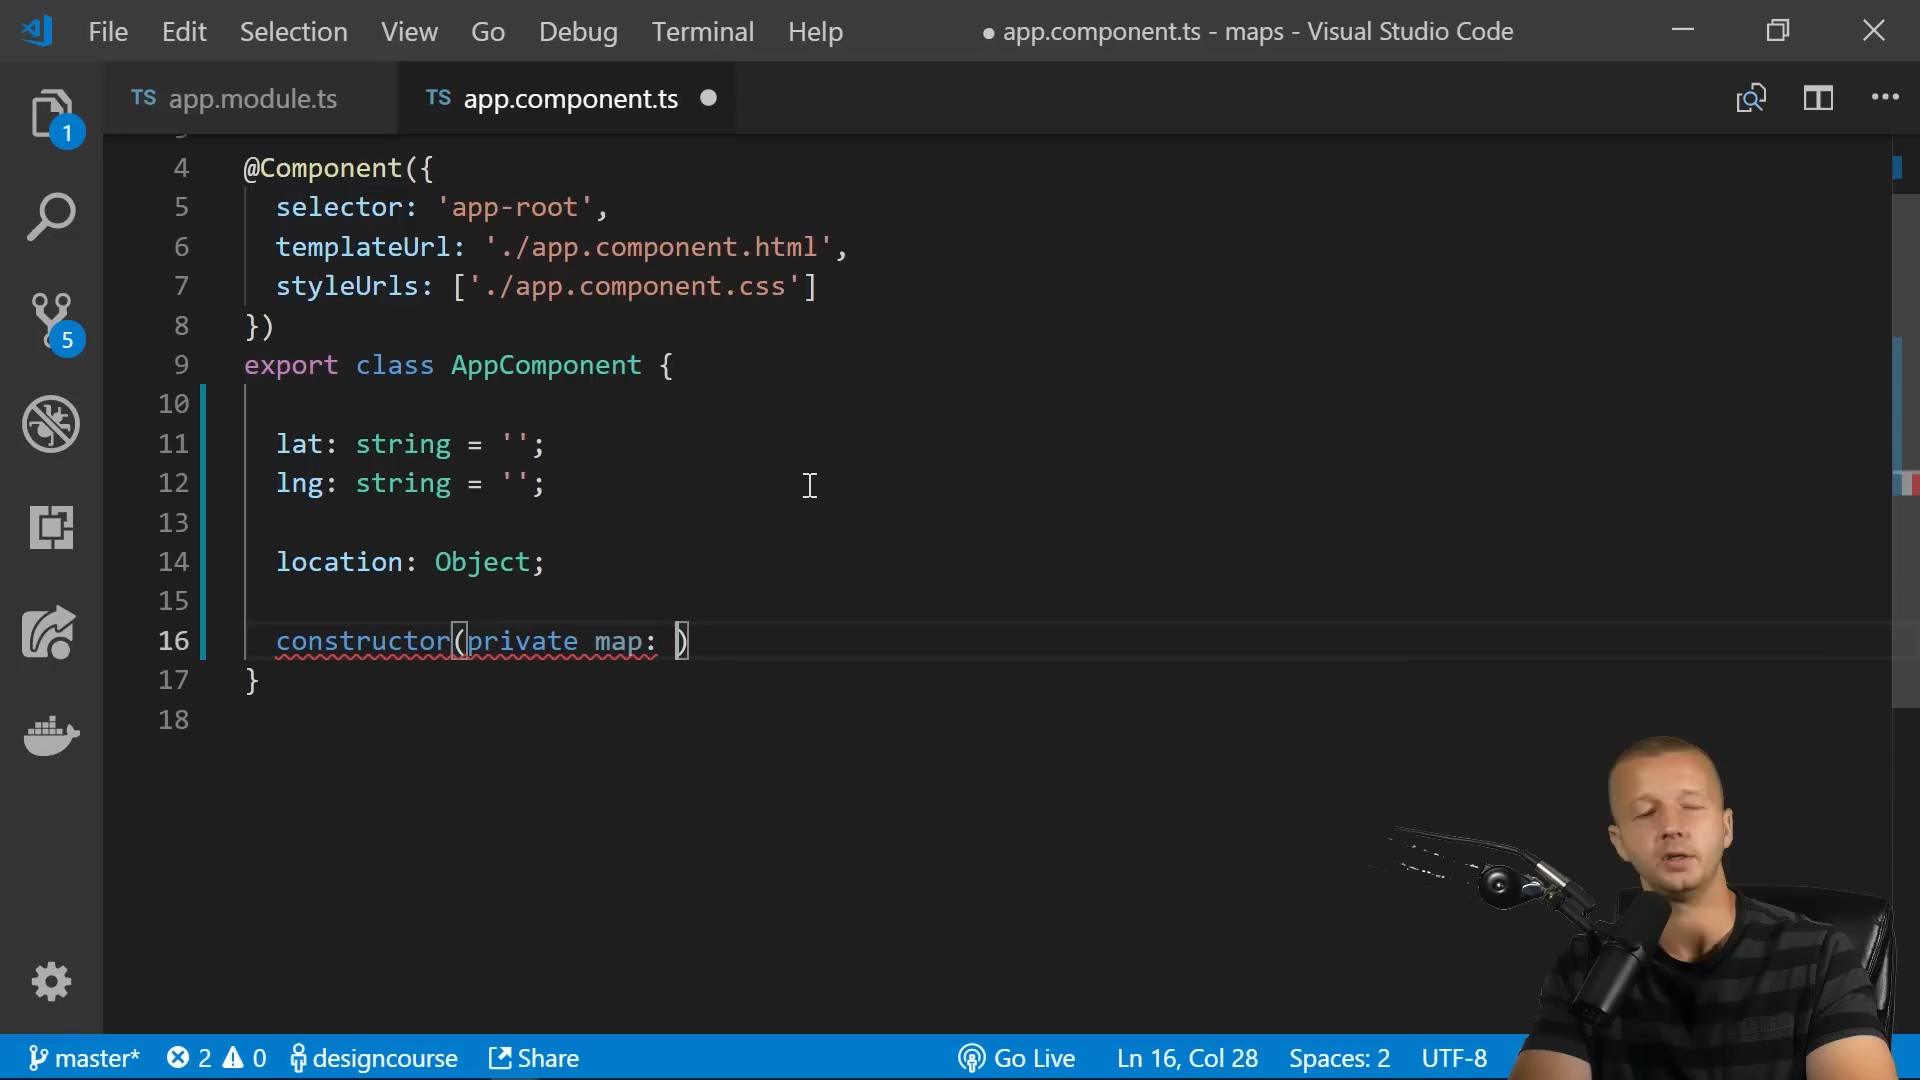 File Edit Selection View Go Debug Terminal Help ● app.component.ts - maps - Visual Studio Code
TS app.module.ts TS app.component.ts ●
1
5
4 @Component({
5 selector: 'app-root',
6 templateUrl: './app.component.html',
7 styleUrls: ['./app.component.css']
8 })
9 export class AppComponent {
10
11 lat: string = '';
12 lng: string = '';
13
14 location: Object;
15
16 constructor(private map: )
17 }
18
master* 2 0 designcourse Share Go Live Ln 16, Col 28 Spaces: 2 UTF-8